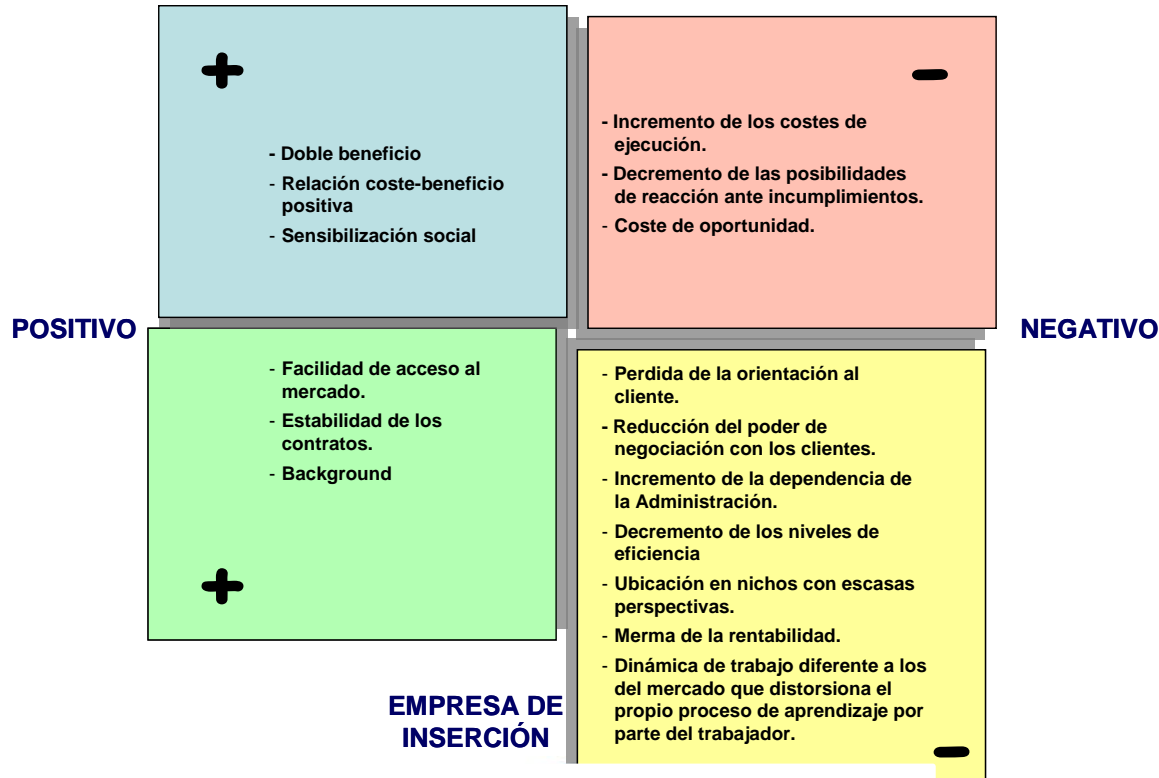 +
- Doble beneficio
- Relación coste-beneficio
positiva
- Sensibilización social
-
- Incremento de los costes de
ejecución.
- Decremento de las posibilidades
de reacción ante incumplimientos.
- Coste de oportunidad.
POSITIVO
NEGATIVO
- Facilidad de acceso al
mercado.
- Estabilidad de los
contratos.
- Background
+
- Perdida de la orientación al
cliente.
- Reducción del poder de
negociación con los clientes.
- Incremento de la dependencia de
la Administración.
- Decremento de los niveles de
eficiencia
- Ubicación en nichos con escasas
perspectivas.
- Merma de la rentabilidad.
- Dinámica de trabajo diferente a los
del mercado que distorsiona el
propio proceso de aprendizaje por
parte del trabajador.
-
EMPRESA DE
INSERCIÓN